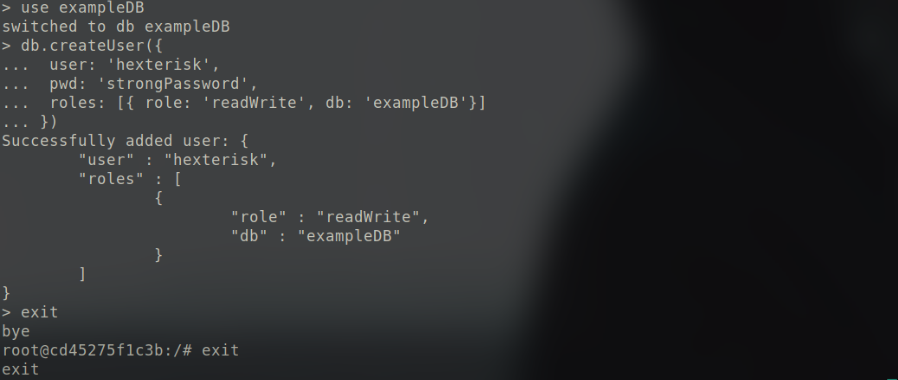 > use exampleDB
switched to db exampleDB
> db.createUser({
...  user: 'hexterisk',
...  pwd: 'strongPassword',
...  roles: [{ role: 'readWrite', db: 'exampleDB'}]
... })
Successfully added user: {
        "user" : "hexterisk",
        "roles" : [
                {
                        "role" : "readWrite",
                        "db" : "exampleDB"
                }
        ]
}
> exit
bye
root@cd45275f1c3b:/# exit
exit